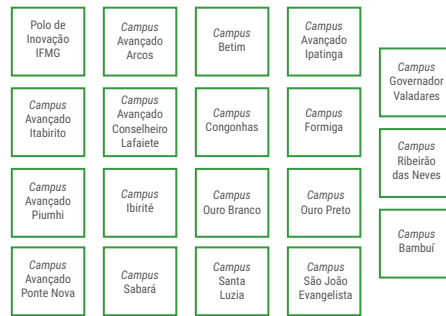 Polo de
Inovação
IFMG
Campus
Avançado
Arcos
Campus
Betim
Campus
Avançado
Ipatinga
Campus
Governador
Valadares
Campus
Avançado
Itabirito
Campus
Avançado
Conselheiro
Lafaiete
Campus
Congonhas
Campus
Formiga
Campus
Ribeirão
das Neves
Campus
Avançado
Piumhi
Campus
Ibirité
Campus
Ouro Branco
Campus
Ouro Preto
Campus
Bambuí
Campus
Avançado
Ponte Nova
Campus
Sabará
Campus
Santa
Luzia
Campus
São João
Evangelista